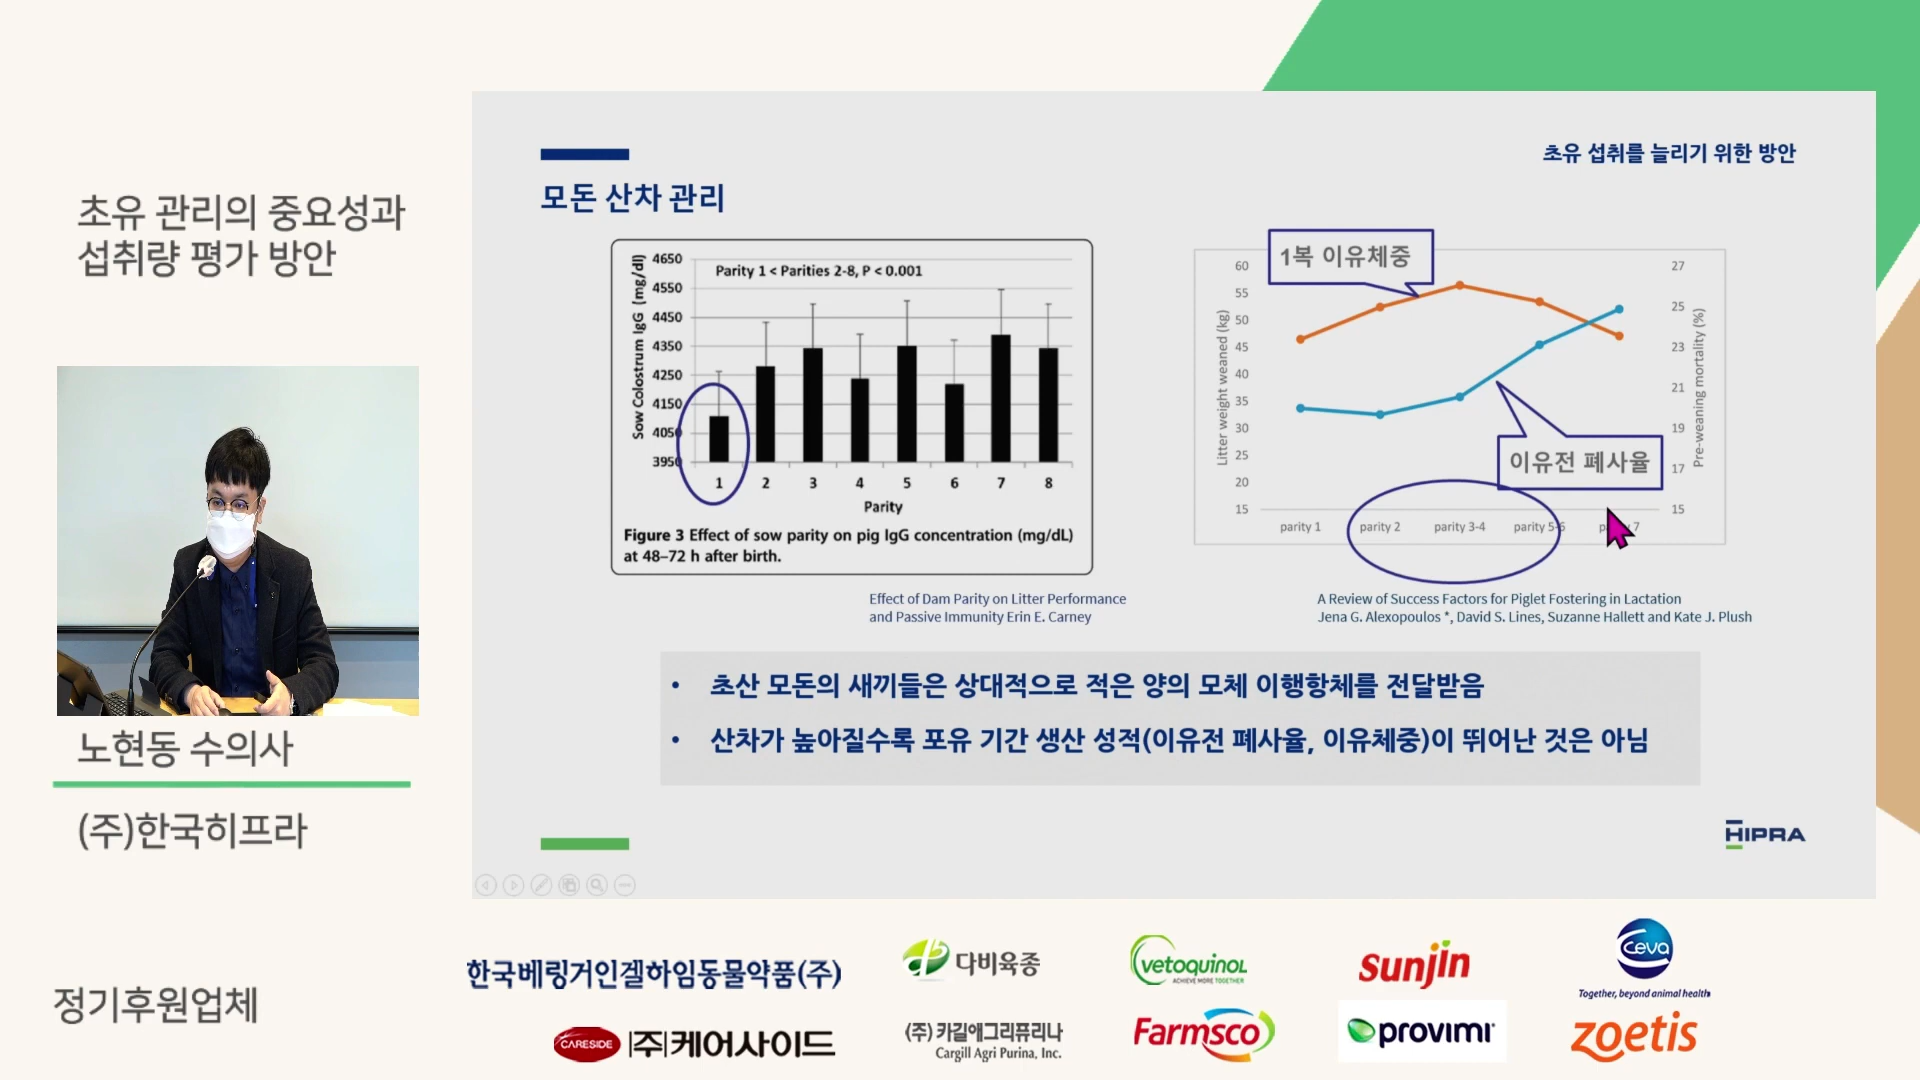 초유 관리의 중요성과
섭취량 평가 방안
노현동 수의사
(주)한국히프라
초유 섭취를 늘리기 위한 방안
모돈 산차 관리
Sow Colostrum IgG (mg/dl)
4650
4550
4450
4350
4250
4150
4050
3950
Parity 1 < Parities 2-8, P < 0.001
1 2 3 4 5 6 7 8
Parity
Figure 3 Effect of sow parity on pig IgG concentration (mg/dL)
at 48–72 h after birth.
Effect of Dam Parity on Litter Performance
and Passive Immunity Erin E. Carney
1복 이유체중
Litter weight weaned (kg)
60
55
50
45
40
35
30
25
20
15
27
25
23
21
19
17
15
Pre-weaning mortality (%)
이유전 폐사율
parity 1 parity 2 parity 3-4 parity 5-6 7
A Review of Success Factors for Piglet Fostering in Lactation
Jena G. Alexopoulos *, David S. Lines, Suzanne Hallett and Kate J. Plush
• 초산 모돈의 새끼들은 상대적으로 적은 양의 모체 이행항체를 전달받음
• 산차가 높아질수록 포유 기간 생산 성적(이유전 폐사율, 이유체중)이 뛰어난 것은 아님
HIPRA
정기후원업체
한국베링거인겔하임동물약품(주)
다비육종
vetoquinol
ACHIEVE MORE TOGETHER
sunjin
ceva
Together, beyond animal health
CARESIDE (주)케어사이드
(주) 카길애그리퓨리나
Cargill Agri Purina, Inc.
Farmsco
provimi
zoetis